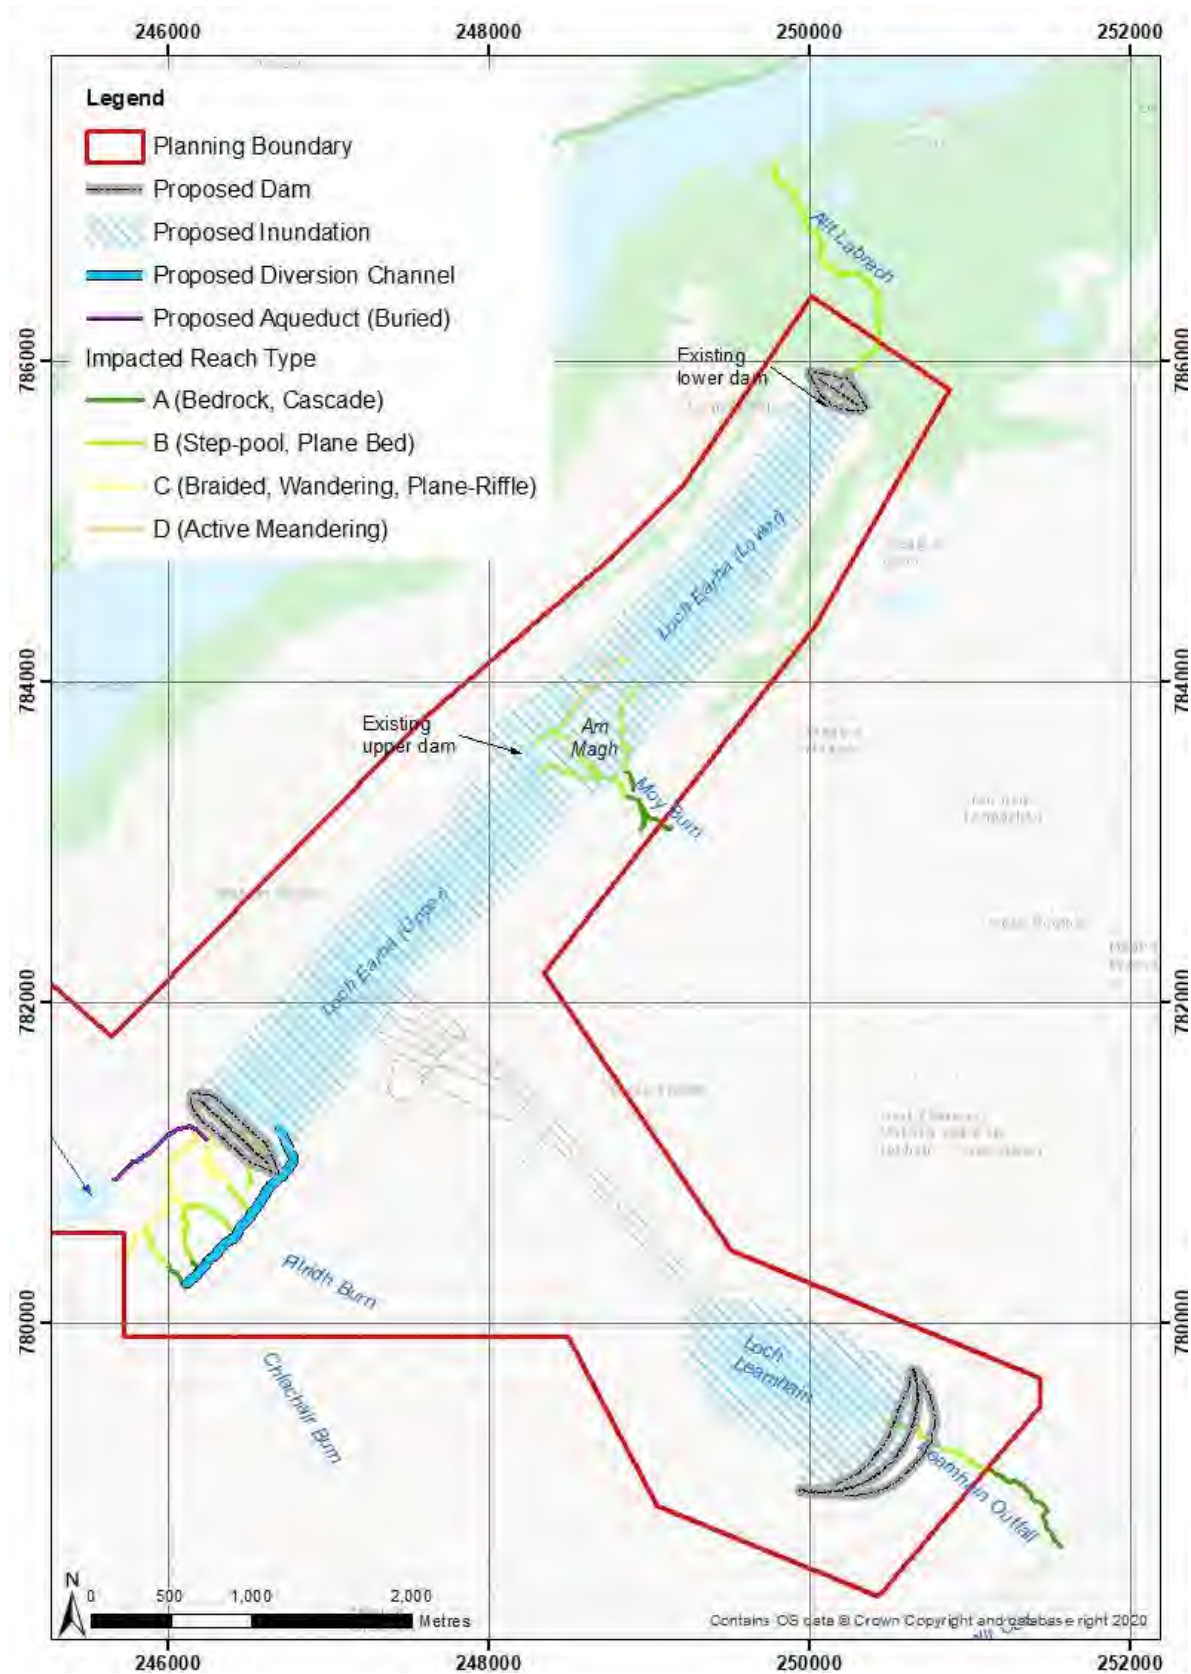 246000 248000 250000 252000
Legend
Planning Boundary
Proposed Dam
Proposed Inundation
Proposed Diversion Channel
Proposed Aqueduct (Buried)
Impacted Reach Type
A (Bedrock, Cascade)
B (Step-pool, Plane Bed)
C (Braided, Wandering, Plane-Riffle)
D (Active Meandering)
Allt Labrach
786000
786000
Existing
lower dam
Loch Earba (Lower)
784000
784000
Existing
upper dam
Am
Magh
Moy Burn
Loch Earba (Upper)
782000
782000
Alridh Burn
780000
780000
Loch
Leamhain
Chlachair Burn
Leamhain Outfall
N
0 500 1,000 2,000
Metres
Contains OS data © Crown Copyright and database right 2020
246000 248000 250000 252000